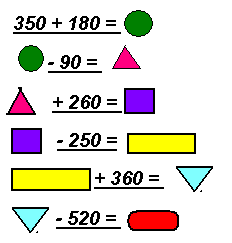 350 + 180 =
- 90 =
+ 260 =
- 250 =
+ 360 =
- 520 =